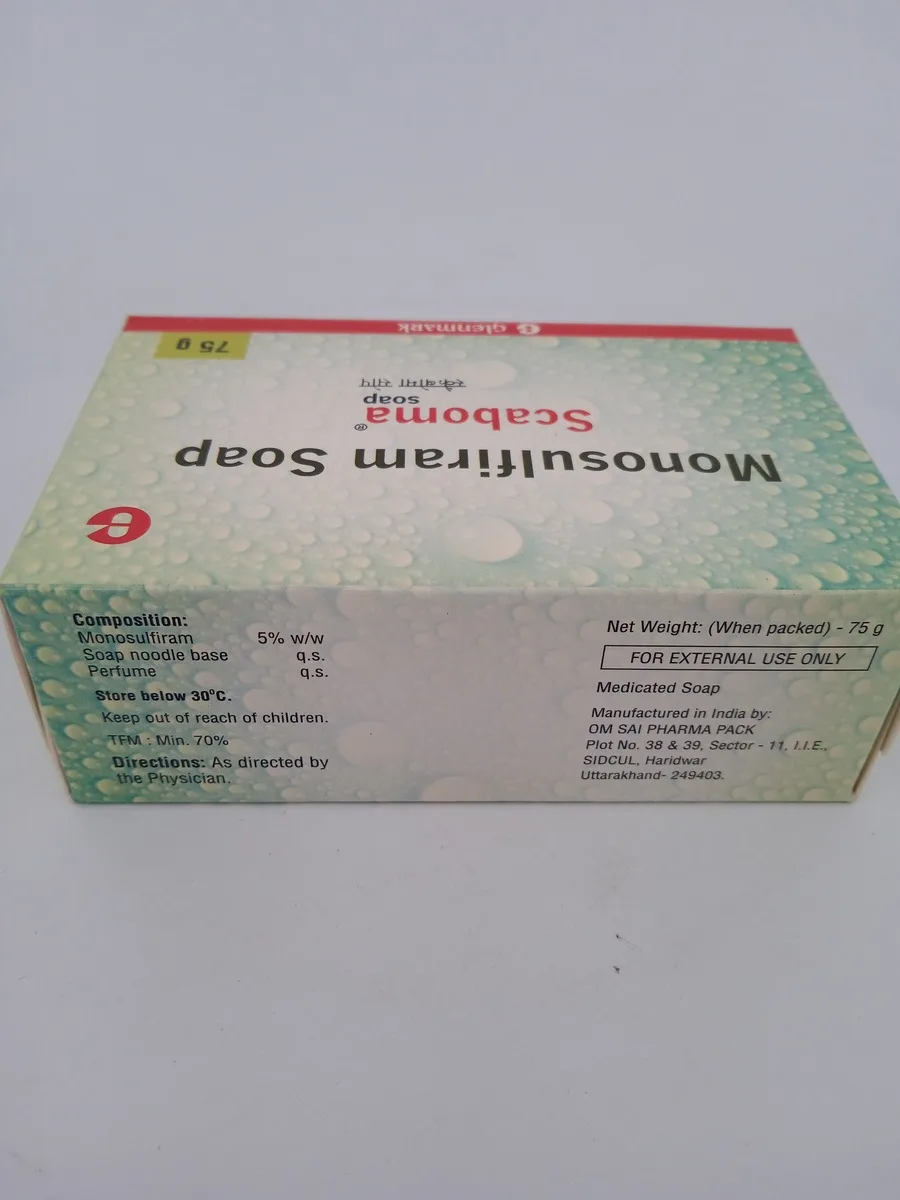 GLENMARK
75 g
स्केबोमा सोप
soap
Scaboma®
Monosulfiram Soap
Composition:
Monosulfiram 5% w/w
Soap noodle base q.s.
Perfume q.s.
Store below 30°C.
Keep out of reach of children.
TFM : Min. 70%
Directions: As directed by
the Physician.
Net Weight: (When packed) - 75 g
FOR EXTERNAL USE ONLY
Medicated Soap
Manufactured in India by:
OM SAI PHARMA PACK
Plot No. 38 & 39, Sector - 11, I.I.E.,
SIDCUL, Haridwar
Uttarakhand- 249403.